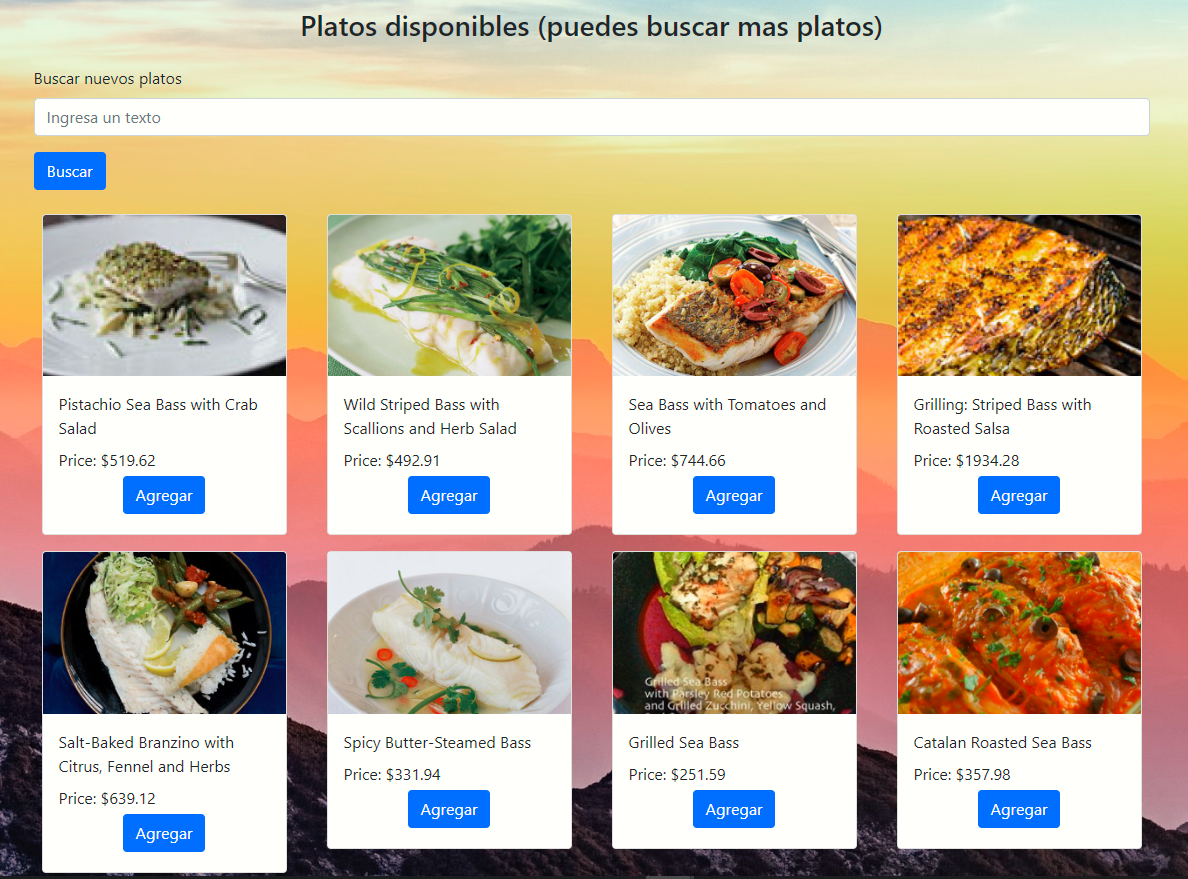 Platos disponibles (puedes buscar mas platos)
Buscar nuevos platos
Ingresa un texto
Buscar
Pistachio Sea Bass with Crab
Salad
Price: $519.62
Agregar
Wild Striped Bass with
Scallions and Herb Salad
Price: $492.91
Agregar
Sea Bass with Tomatoes and
Olives
Price: $744.66
Agregar
Grilling: Striped Bass with
Roasted Salsa
Price: $1934.28
Agregar
Salt-Baked Branzino with
Citrus, Fennel and Herbs
Price: $639.12
Agregar
Spicy Butter-Steamed Bass
Price: $331.94
Agregar
Grilled Sea Bass
with Parsley Red Potatoes
and Grilled Zucchini, Yellow Squash,
Grilled Sea Bass
Price: $251.59
Agregar
Catalan Roasted Sea Bass
Price: $357.98
Agregar